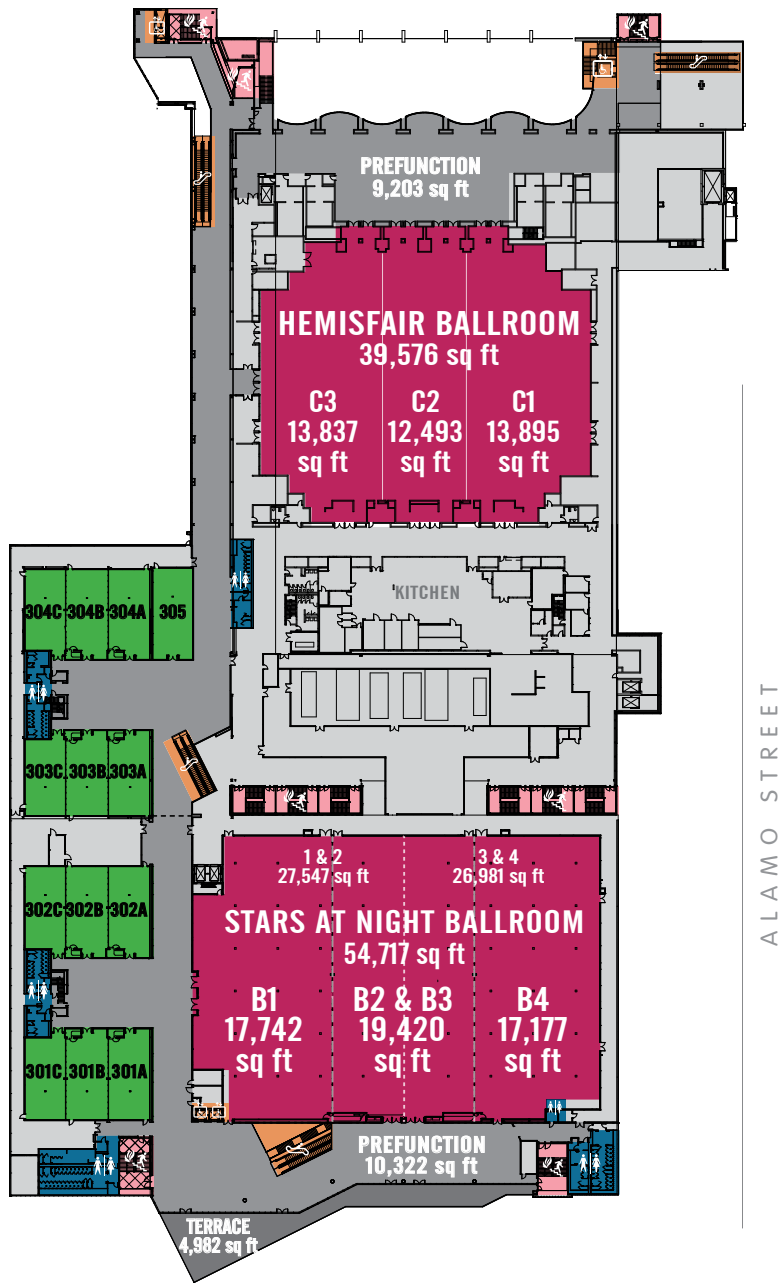 PREFUNCTION
9,203 sq ft
HEMISFAIR BALLROOM
39,576 sq ft
C3
13,837
sq ft
C2
12,493
sq ft
C1
13,895
sq ft
KITCHEN
304C 304B 304A 305
303C 303B 303A
ALAMO STREET
1 & 2
27,547 sq ft
3 & 4
26,981 sq ft
302C 302B 302A
STARS AT NIGHT BALLROOM
54,717 sq ft
B1
17,742
sq ft
B2 & B3
19,420
sq ft
B4
17,177
sq ft
301C 301B 301A
PREFUNCTION
10,322 sq ft
TERRACE
4,982 sq ft